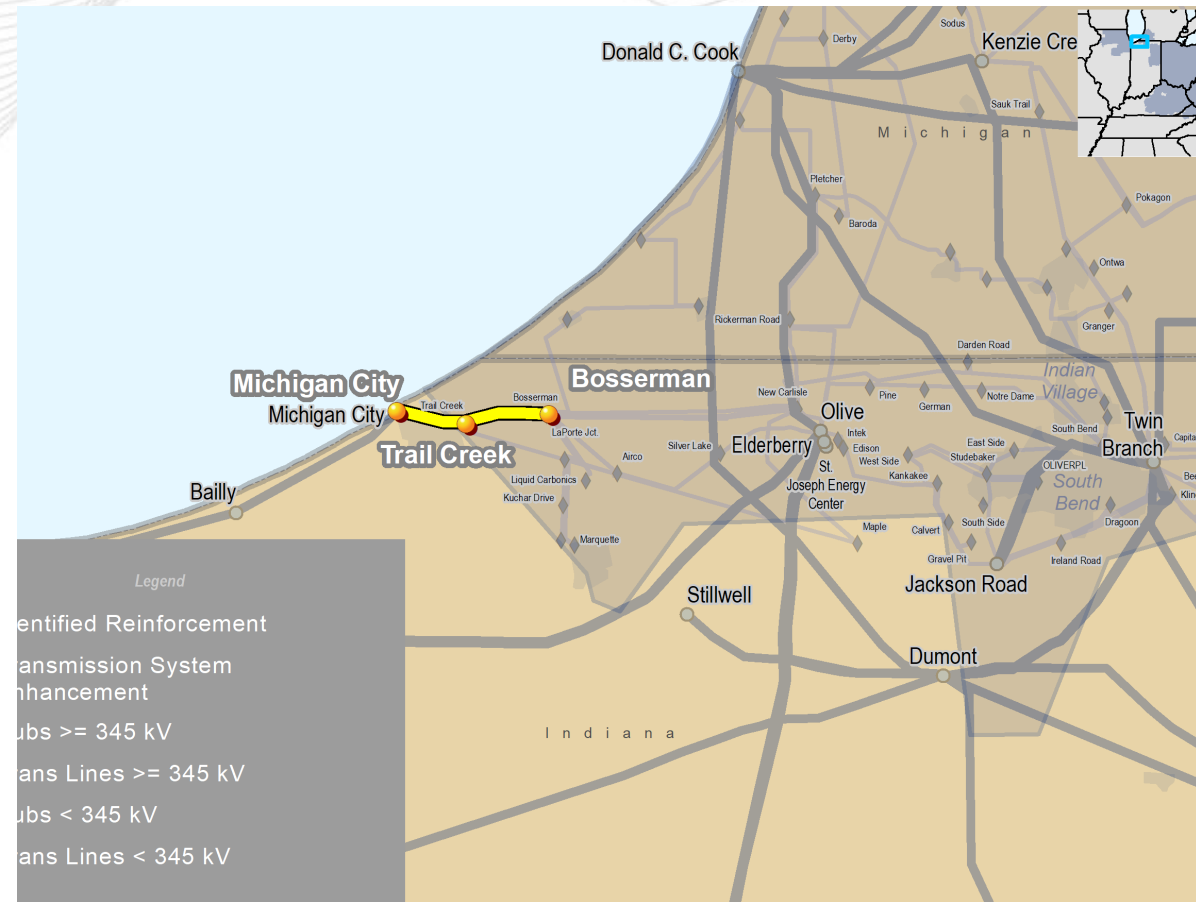 Sodus
Derby
Kenzie Cre
Donald C. Cook
Sauk Trail
M i c h i g a n
Pletcher
Pokagon
Baroda
Ontwa
Rickerman Road
Granger
Darden Road
Indian
Village
Michigan City
Bosserman
Bosserman
Trail Creek
Michigan City
New Carlisle
Pine
German
Notre Dame
LaPorte Jct.
Olive
South Bend
Twin
Branch
Trail Creek
Silver Lake
Elderberry
Intek
Edison
West Side
East Side
Studebaker
Airco
St.
Joseph Energy
Center
Kankakee
OLIVERPL
South
Bend
Liquid Carbonics
Kuchar Drive
Bailly
Marquette
Maple
Calvert
South Side
Dragoon
Gravel Pit
Ireland Road
Jackson Road
Stillwell
Dumont
I n d i a n a
Legend
entified Reinforcement
ansmission System
nhancement
ubs >= 345 kV
ans Lines >= 345 kV
ubs < 345 kV
ans Lines < 345 kV